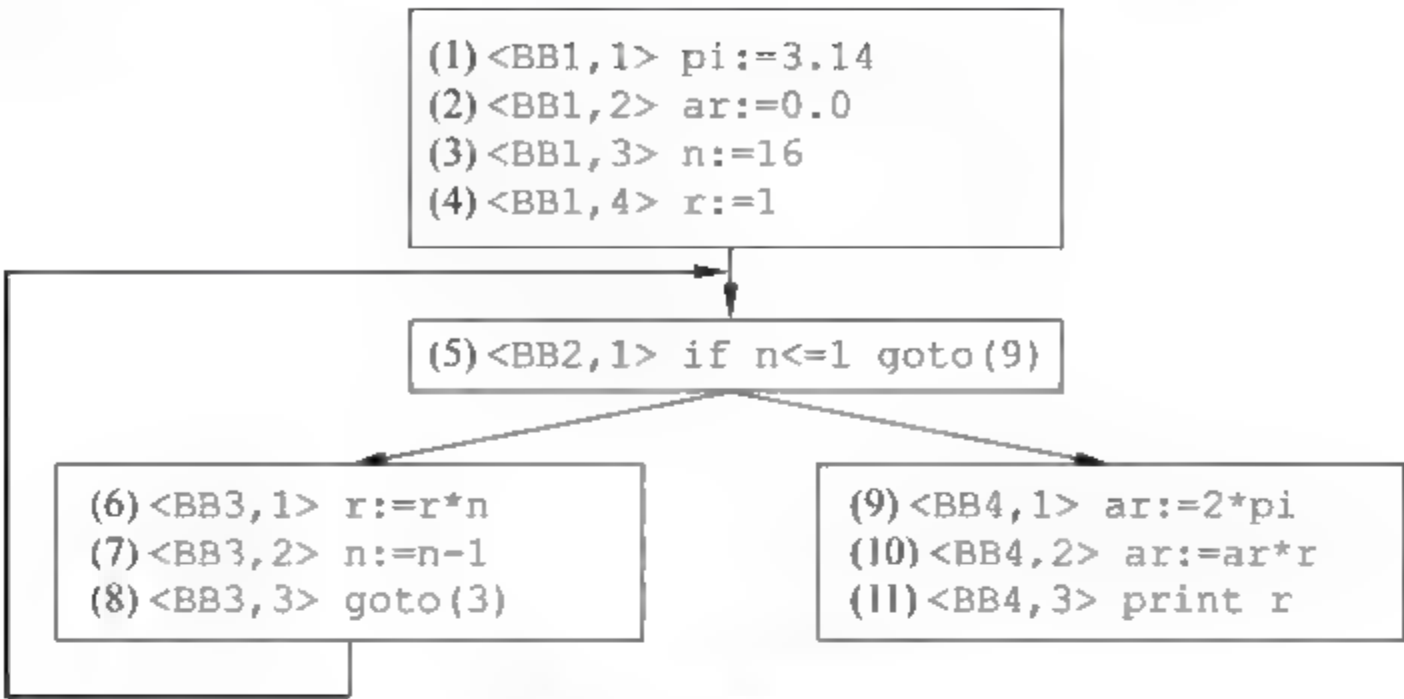 (1)<BB1,1> pi:=3.14
(2)<BB1,2> ar:=0.0
(3)<BB1,3> n:=16
(4)<BB1,4> r:=1
(5)<BB2,1> if n<=1 goto(9)
(6)<BB3,1> r:=r*n
(7)<BB3,2> n:=n-1
(8)<BB3,3> goto(3)
(9)<BB4,1> ar:=2*pi
(10)<BB4,2> ar:=ar*r
(11)<BB4,3> print r